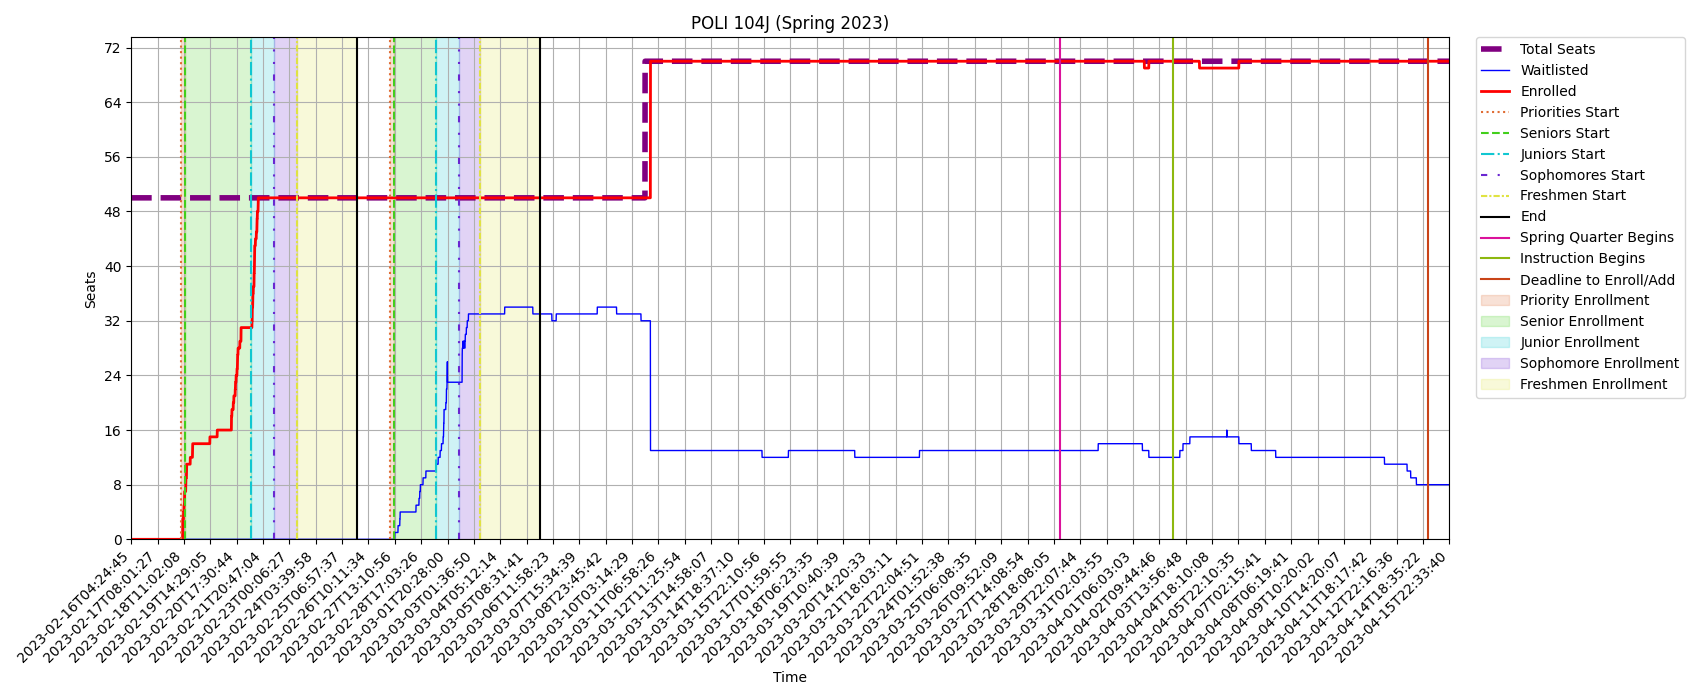 POLI 104J (Spring 2023)
72
64
56
48
40
32
24
16
8
0
Seats
2023-02-16T04:24:45
2023-02-17T08:01:27
2023-02-18T11:02:08
2023-02-19T14:29:05
2023-02-20T17:30:44
2023-02-21T20:47:04
2023-02-23T00:06:27
2023-02-24T03:39:58
2023-02-25T06:57:37
2023-02-26T10:11:34
2023-02-27T13:10:56
2023-02-28T17:03:26
2023-03-01T20:28:00
2023-03-03T01:36:50
2023-03-04T05:12:14
2023-03-05T08:31:41
2023-03-06T11:58:23
2023-03-07T15:34:39
2023-03-08T23:45:42
2023-03-10T03:14:29
2023-03-11T06:58:26
2023-03-12T11:25:54
2023-03-13T14:58:07
2023-03-14T18:37:10
2023-03-15T22:10:56
2023-03-17T01:59:55
2023-03-18T06:23:35
2023-03-19T10:40:39
2023-03-20T14:20:33
2023-03-21T18:03:11
2023-03-22T22:04:51
2023-03-24T01:52:38
2023-03-25T06:08:35
2023-03-26T09:52:09
2023-03-27T14:08:54
2023-03-28T18:08:05
2023-03-29T22:07:44
2023-03-31T02:03:55
2023-04-01T06:03:03
2023-04-02T09:44:46
2023-04-03T13:56:48
2023-04-04T18:10:08
2023-04-05T22:10:35
2023-04-07T02:15:41
2023-04-08T06:19:41
2023-04-09T10:20:02
2023-04-10T14:20:07
2023-04-11T18:17:42
2023-04-12T22:16:36
2023-04-14T18:35:22
2023-04-15T22:33:40
Time
Total Seats
Waitlisted
Enrolled
Priorities Start
Seniors Start
Juniors Start
Sophomores Start
Freshmen Start
End
Spring Quarter Begins
Instruction Begins
Deadline to Enroll/Add
Priority Enrollment
Senior Enrollment
Junior Enrollment
Sophomore Enrollment
Freshmen Enrollment